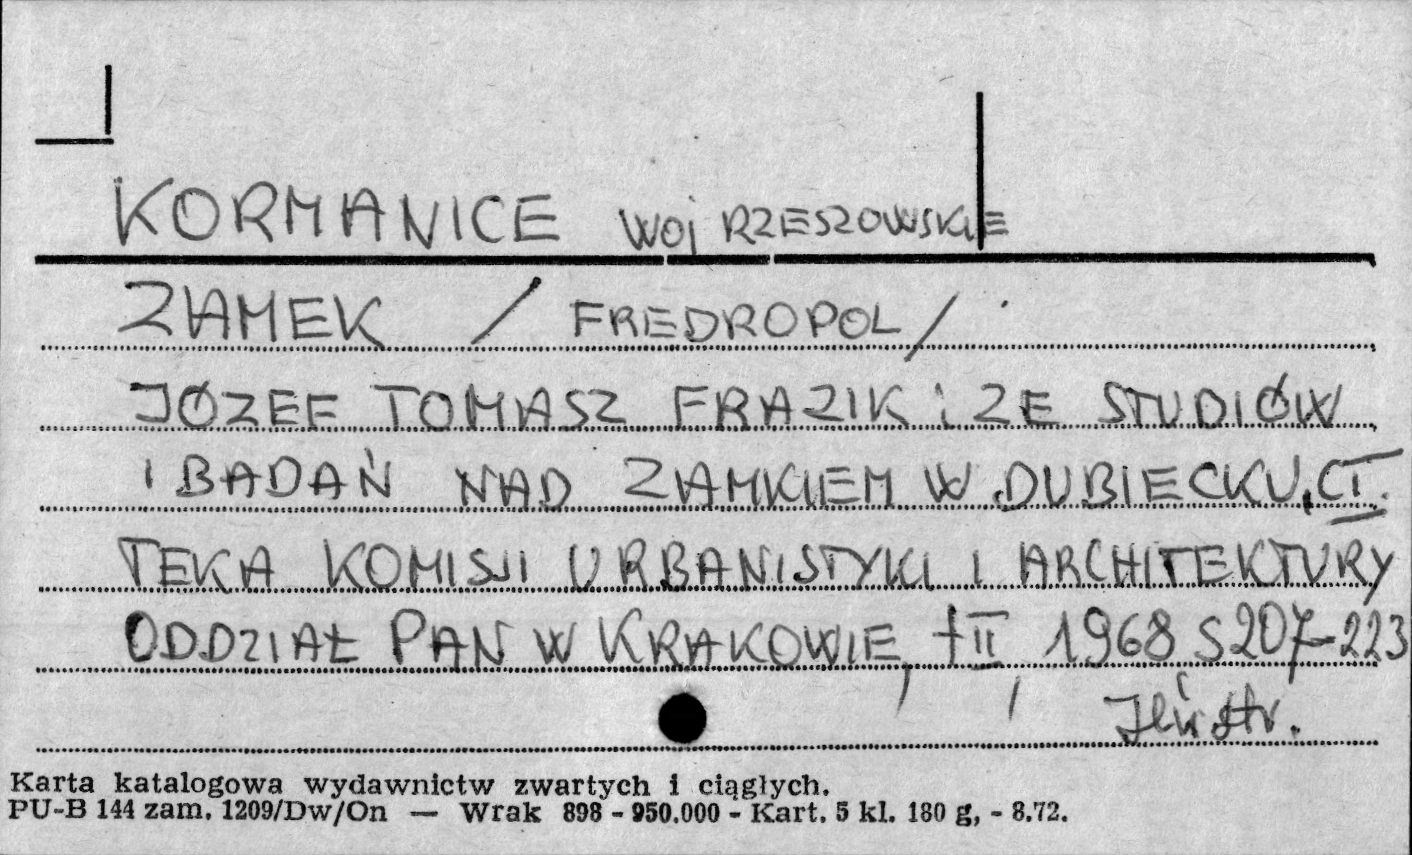 KORMANICE WOJ RZESZOWSKIE
ZAMEK / FREDROPOL /
JÓZEF TOMASZ FRAZIK : ZE STUDIÓW
I BADAŃ NAD ZAMKIEM W DUBIECKU, CI.
TEKA KOMISJI URBANISTYKI I ARCHITEKTURY
ODDZIAŁ PAN W KRAKOWIE, t II, 1968 S 207-223
Ilustr.
Karta katalogowa wydawnictw zwartych i ciągłych.
PU-B 144 zam. 1209/Dw/On — Wrak 898 - 950.000 - Kart. 5 kl. 180 g, - 8.72.